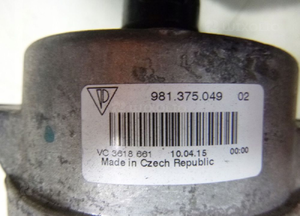 981.375.049 02
VC 3618 661 10.04.15 00:00
Made in Czech Republic